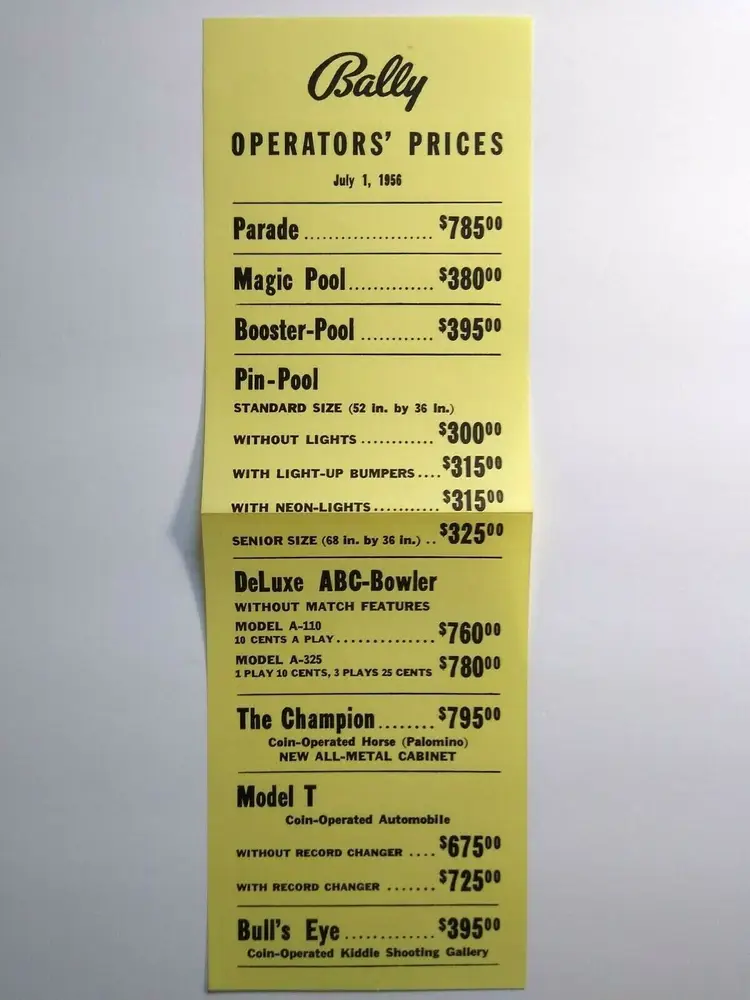 Bally
OPERATORS' PRICES
July 1, 1956
Parade ..................... $785⁰⁰
Magic Pool.............. $380⁰⁰
Booster-Pool ............ $395⁰⁰
Pin-Pool
STANDARD SIZE (52 in. by 36 in.)
WITHOUT LIGHTS ............ $300⁰⁰
WITH LIGHT-UP BUMPERS .... $315⁰⁰
WITH NEON-LIGHTS........... $315⁰⁰
SENIOR SIZE (68 in. by 36 in.) .. $325⁰⁰
DeLuxe ABC-Bowler
WITHOUT MATCH FEATURES
MODEL A-110
10 CENTS A PLAY.............. $760⁰⁰
MODEL A-325
1 PLAY 10 CENTS, 3 PLAYS 25 CENTS $780⁰⁰
The Champion........ $795⁰⁰
Coin-Operated Horse (Palomino)
NEW ALL-METAL CABINET
Model T
Coin-Operated Automobile
WITHOUT RECORD CHANGER .... $675⁰⁰
WITH RECORD CHANGER ....... $725⁰⁰
Bull's Eye ............. $395⁰⁰
Coin-Operated Kiddie Shooting Gallery